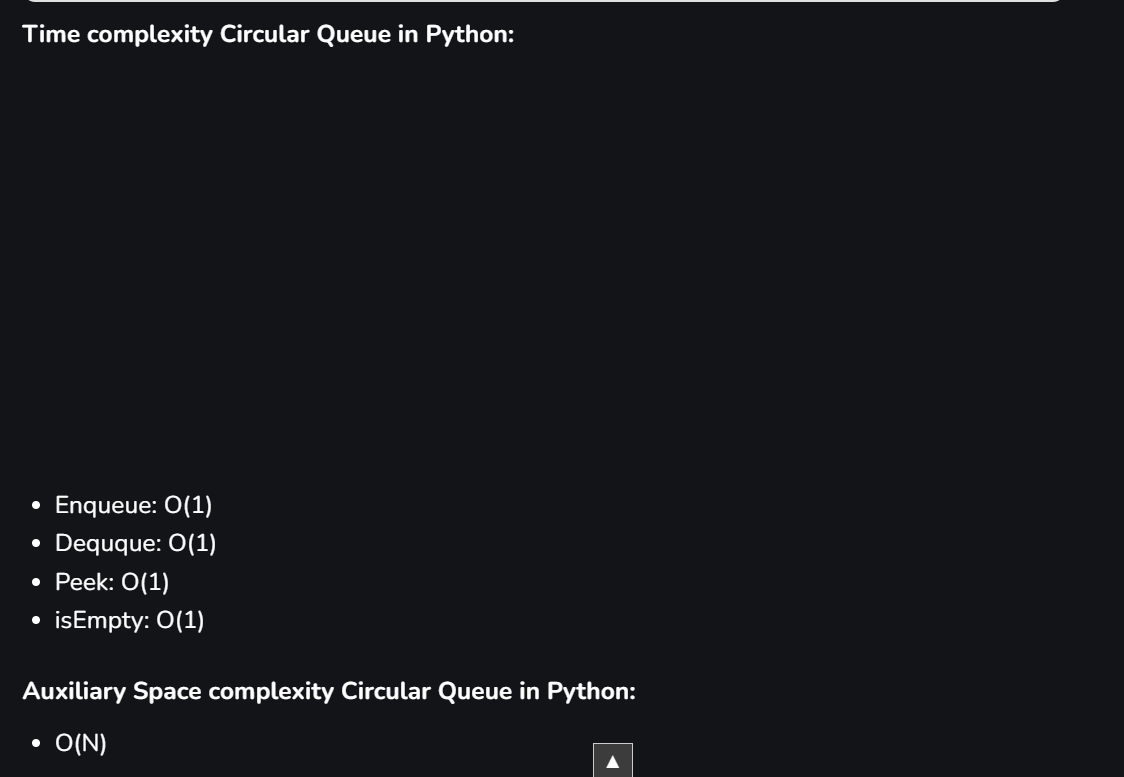 Time complexity Circular Queue in Python:
• Enqueue: O(1)
• Dequque: O(1)
• Peek: O(1)
• isEmpty: O(1)
Auxiliary Space complexity Circular Queue in Python:
• O(N)
▲